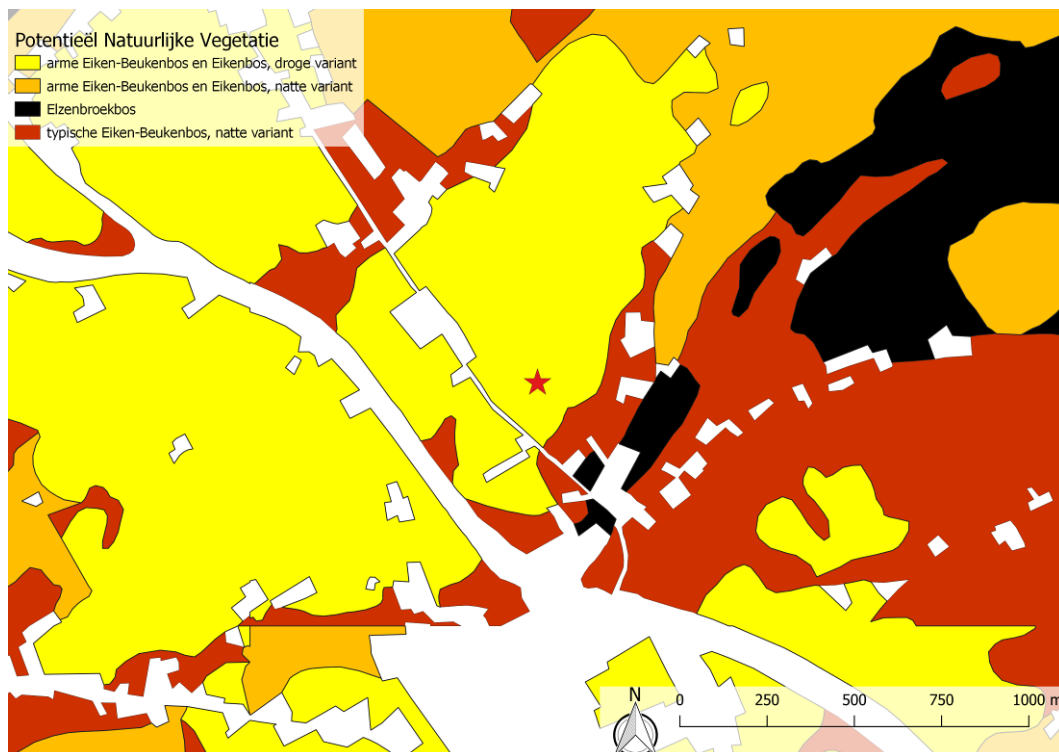 Potentieël Natuurlijke Vegetatie
arme Eiken-Beukenbos en Eikenbos, droge variant
arme Eiken-Beukenbos en Eikenbos, natte variant
Elzenbroekbos
typische Eiken-Beukenbos, natte variant
N
0 250 500 750 1000 m